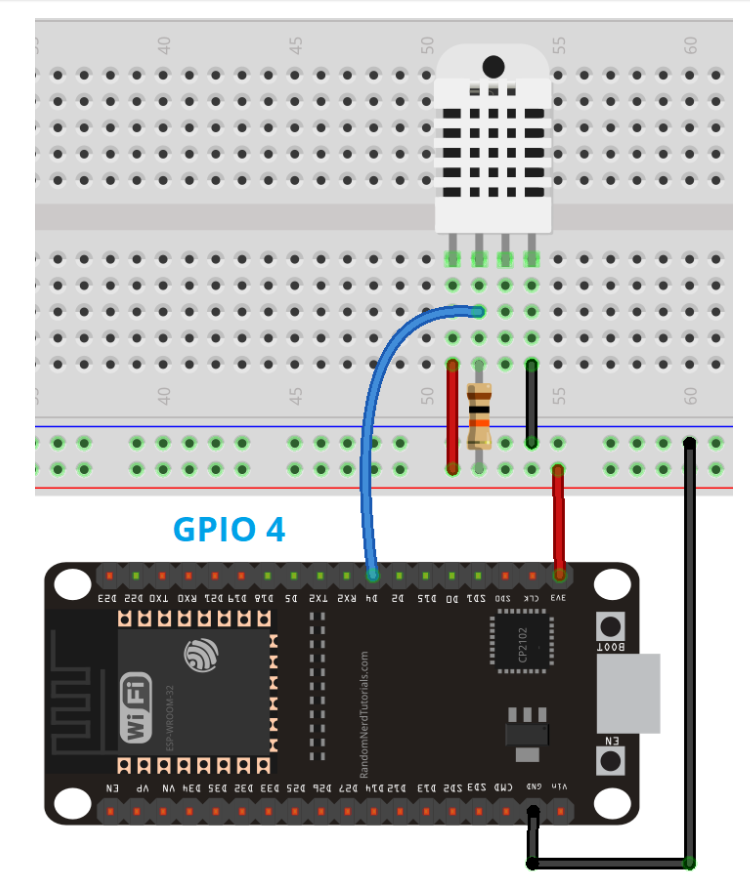 40 45 50 60
40 45 50 55 60
GPIO 4
D23 D22 TX0 RX0 D21 D19 D18 D5 TX2 RX2 D4 D2 D15 D0 SD1 SD0 CLK 3V3
BOOT
CP2102
WiFi
ESP-WROOM-32
RandomNerdTutorials.com
EN
EN VP VN D34 D35 D32 D33 D25 D26 D27 D14 D12 D13 SD2 SD3 CMD GND Vin